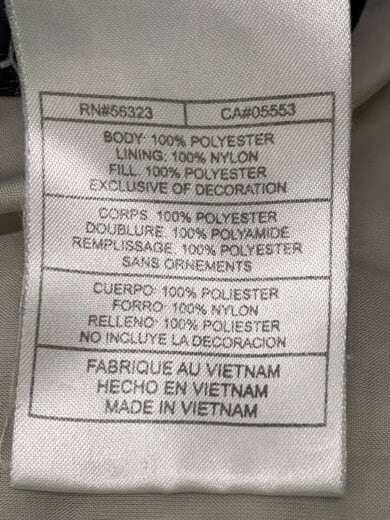 RN#56323 CA#05553
BODY: 100% POLYESTER
LINING: 100% NYLON
FILL: 100% POLYESTER
EXCLUSIVE OF DECORATION
CORPS: 100% POLYESTER
DOUBLURE: 100% POLYAMIDE
REMPLISSAGE: 100% POLYESTER
SANS ORNEMENTS
CUERPO: 100% POLIESTER
FORRO: 100% NYLON
RELLENO: 100% POLIESTER
NO INCLUYE LA DECORACION
FABRIQUE AU VIETNAM
HECHO EN VIETNAM
MADE IN VIETNAM